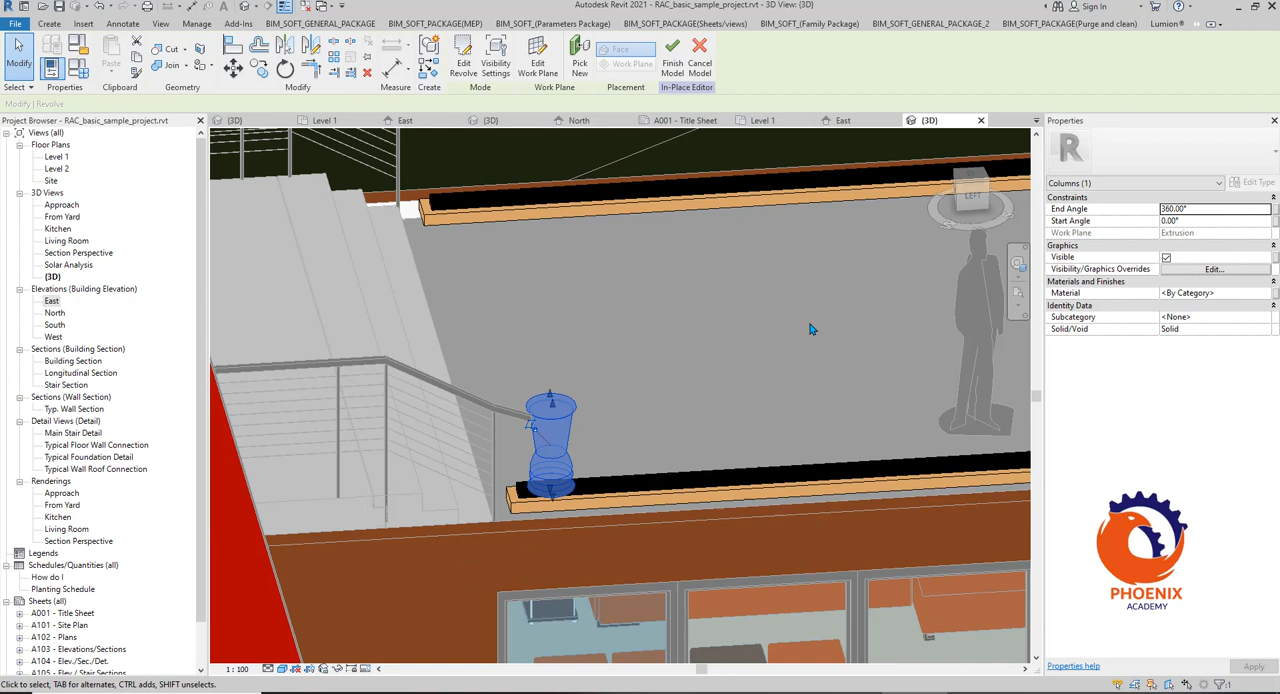 Autodesk Revit 2021 - RAC_basic_sample_project.rvt - 3D View: {3D}
Sign In
File Create Annotate View Manage Add-Ins BIM_SOFT_GENERAL_PACKAGE BIM_SOFT_PACKAGE(MEP) BIM_SOFT_(Parameters Package) BIM_SOFT_PACKAGE(Sheets/views) BIM_SOFT_(Family Package) BIM_SOFT_GENERAL_PACKAGE_2 BIM_SOFT_PACKAGE(Purge and clean) Lumion®
Modify Paste Cut Join Edit Revolve Visibility Settings Edit Work Plane Pick New Face Work Plane Finish Model Cancel Model
Select Properties Clipboard Geometry Modify Measure Create Mode Work Plane Placement In-Place Editor
Modify | Revolve
Project Browser - RAC_basic_sample_project.rvt
{3D} Level 1 East {3D} North A001 - Title Sheet Level 1 East {3D}
Views (all)
Floor Plans
Level 1
Level 2
Site
3D Views
Approach
From Yard
Kitchen
Living Room
Section Perspective
Solar Analysis
{3D}
Elevations (Building Elevation)
East
North
South
West
Sections (Building Section)
Building Section
Longitudinal Section
Stair Section
Sections (Wall Section)
Typ. Wall Section
Detail Views (Detail)
Main Stair Detail
Typical Floor Wall Connection
Typical Foundation Detail
Typical Wall Roof Connection
Renderings
Approach
From Yard
Kitchen
Living Room
Section Perspective
Legends
Schedules/Quantities (all)
How do I
Planting Schedule
Sheets (all)
A001 - Title Sheet
A101 - Site Plan
A102 - Plans
A103 - Elevations/Sections
A104 - Elev./Sec./Det.
LEFT
Properties
R
Columns (1) Edit Type
Constraints
End Angle 360.00°
Start Angle 0.00°
Work Plane Extrusion
Graphics
Visible
Visibility/Graphics Overrides Edit...
Materials and Finishes
Material <By Category>
Identity Data
Subcategory <None>
Solid/Void Solid
PHOENIX
ACADEMY
Properties help Apply
1 : 100
Click to select, TAB for alternates, CTRL adds, SHIFT unselects.
:1